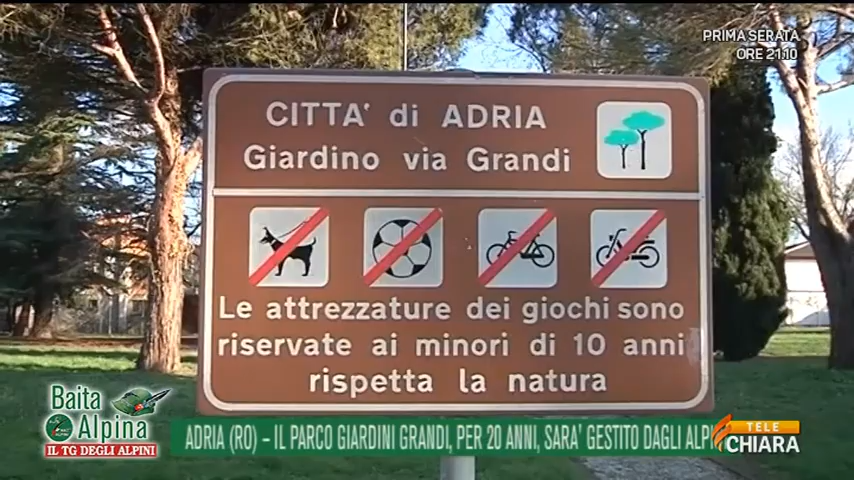 PRIMA SERATA
ORE 21.10
CITTA' di ADRIA
Giardino via Grandi
Le attrezzature dei giochi sono
riservate ai minori di 10 anni
rispetta la natura
Baita
Alpina
IL TG DEGLI ALPINI
ADRIA (RO) – IL PARCO GIARDINI GRANDI, PER 20 ANNI, SARA' GESTITO DAGLI ALPI
TELE
CHIARA